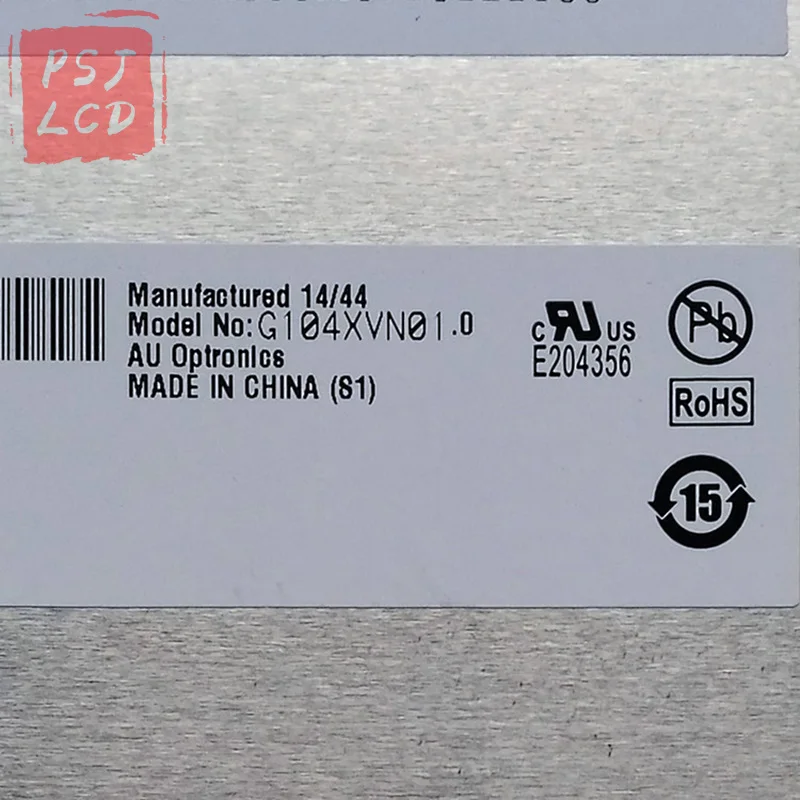 PSJ
LCD
Manufactured 14/44
Model No:G104XVN01.0
AU Optronics
MADE IN CHINA (S1)
c RU US
E204356
Pb
RoHS
15